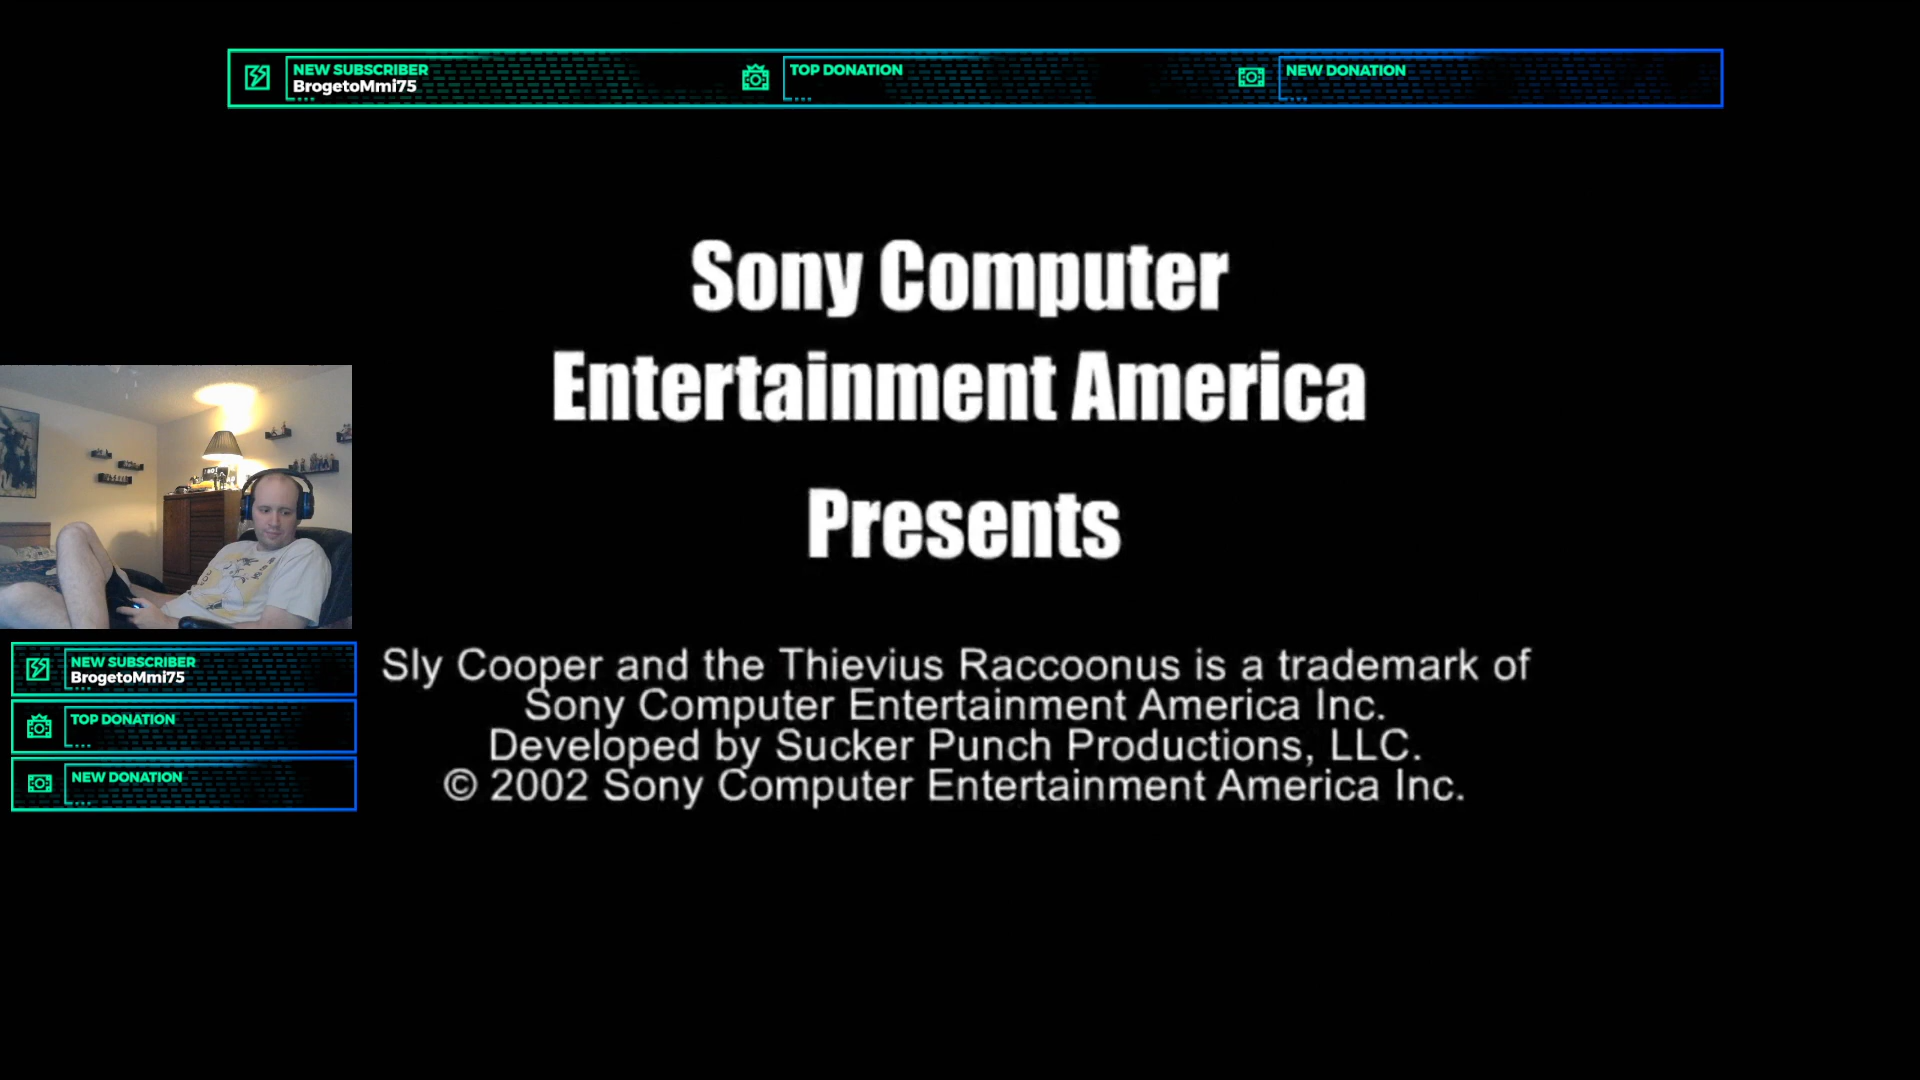 NEW SUBSCRIBER
BrogetoMmi75
TOP DONATION
NEW DONATION
Sony Computer
Entertainment America
Presents
NEW SUBSCRIBER
BrogetoMmi75
TOP DONATION
NEW DONATION
Sly Cooper and the Thievius Raccoonus is a trademark of
Sony Computer Entertainment America Inc.
Developed by Sucker Punch Productions, LLC.
© 2002 Sony Computer Entertainment America Inc.